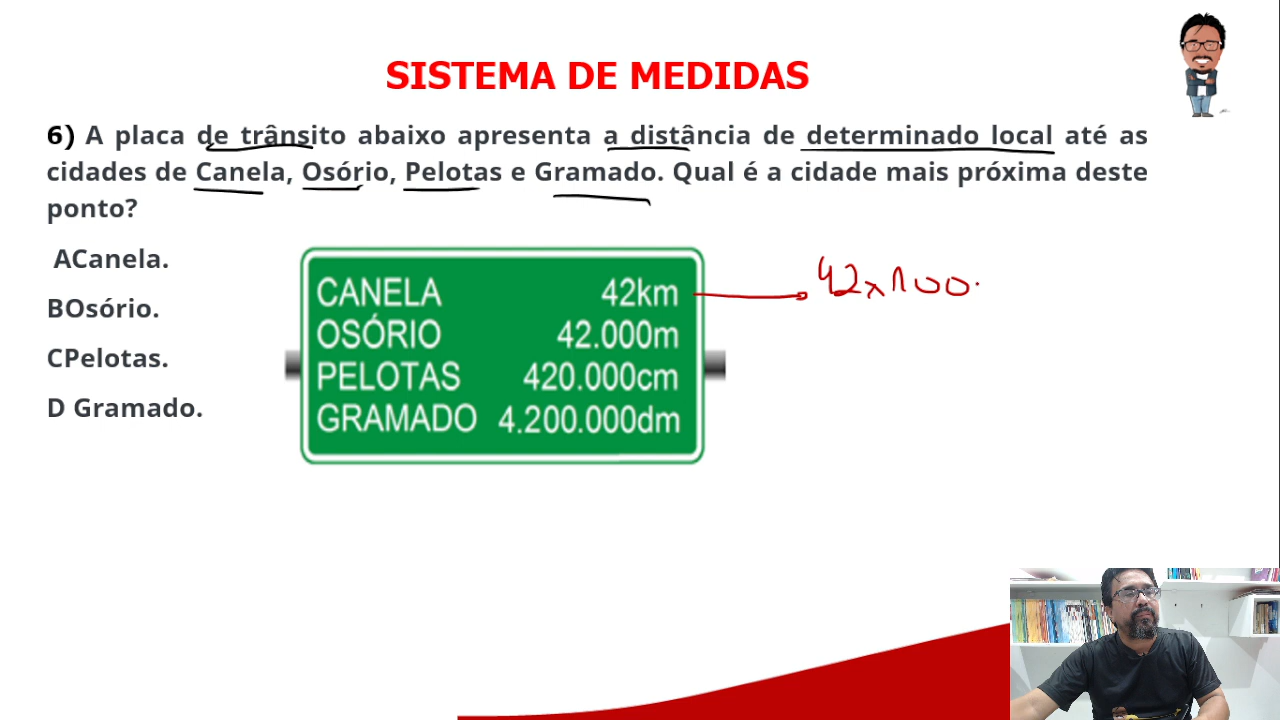 SISTEMA DE MEDIDAS
6) A placa de trânsito abaixo apresenta a distância de determinado local até as
cidades de Canela, Osório, Pelotas e Gramado. Qual é a cidade mais próxima deste
ponto?
ACanela.
BOsório.
CPelotas.
D Gramado.
CANELA 42km
OSÓRIO 42.000m
PELOTAS 420.000cm
GRAMADO 4.200.000dm
42x100